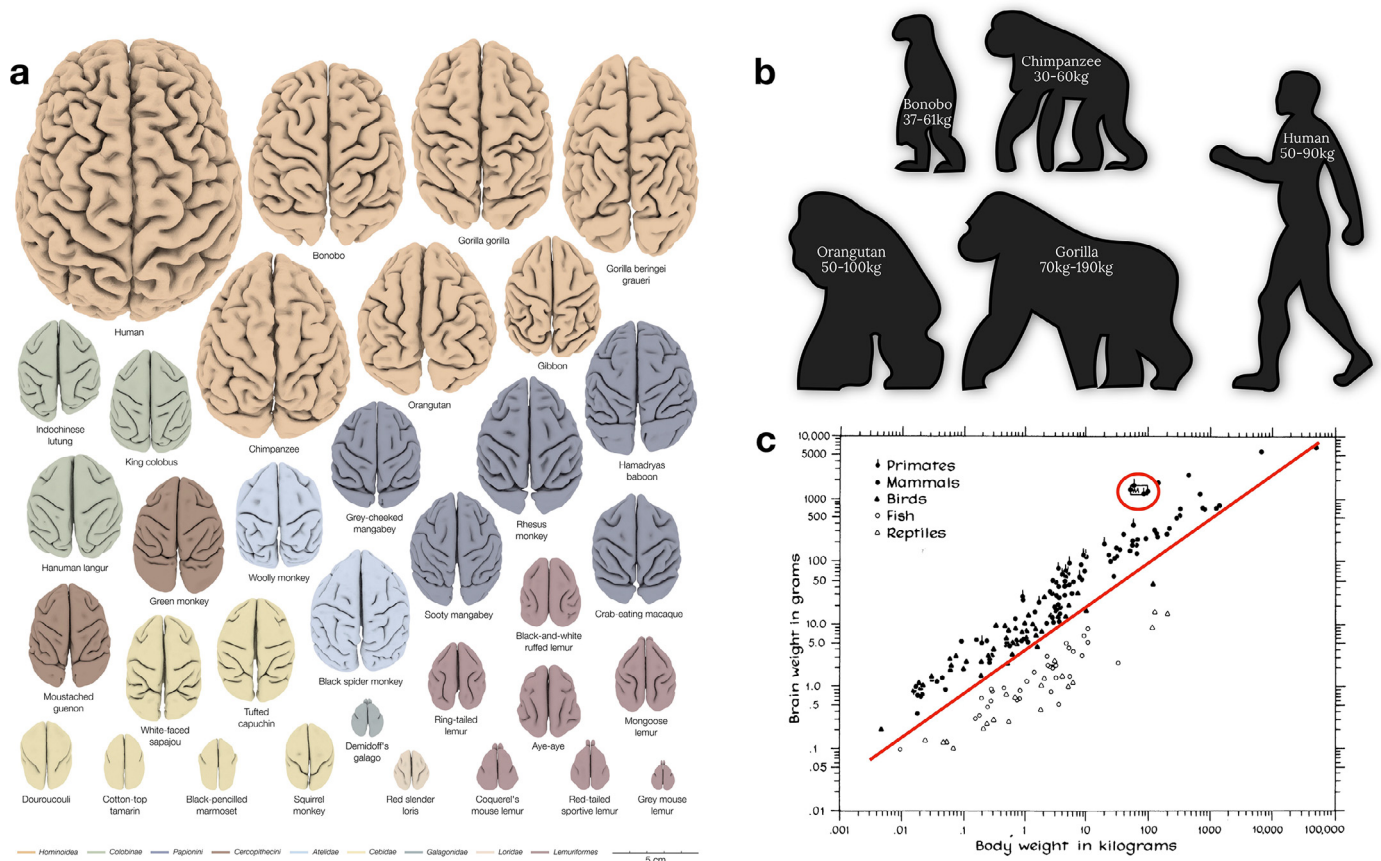 a
Human
Bonobo
Gorilla gorilla
Gorilla beringei
graueri
Chimpanzee
Orangutan
Gibbon
Indochinese
lutung
King colobus
Hamadryas
baboon
Grey-cheeked
mangabey
Rhesus
monkey
Hanuman langur
Green monkey
Woolly monkey
Sooty mangabey
Crab-eating macaque
Black-and-white
ruffed lemur
Moustached
guenon
White-faced
sapajou
Tufted
capuchin
Black spider monkey
Ring-tailed
lemur
Aye-aye
Mongoose
lemur
Demidoff's
galago
Douroucouli
Cotton-top
tamarin
Black-pencilled
marmoset
Squirrel
monkey
Red slender
loris
Coquerel's
mouse lemur
Red-tailed
sportive lemur
Grey mouse
lemur
Hominoidea Colobinae Papionini Cercopithecini Atelidae Cebidae Galagonidae Loridae Lemuriformes
5 cm
b
Bonobo
37-61kg
Chimpanzee
30-60kg
Human
50-90kg
Orangutan
50-100kg
Gorilla
70kg-190kg
c
Primates
Mammals
Birds
Fish
Reptiles
Brain weight in grams
10,000
5000
1000
500
100
50
10
5.0
1.0
.5
.1
.05
.01
.001 .01 .1 1 10 100 1000 10,000 100,000
Body weight in kilograms